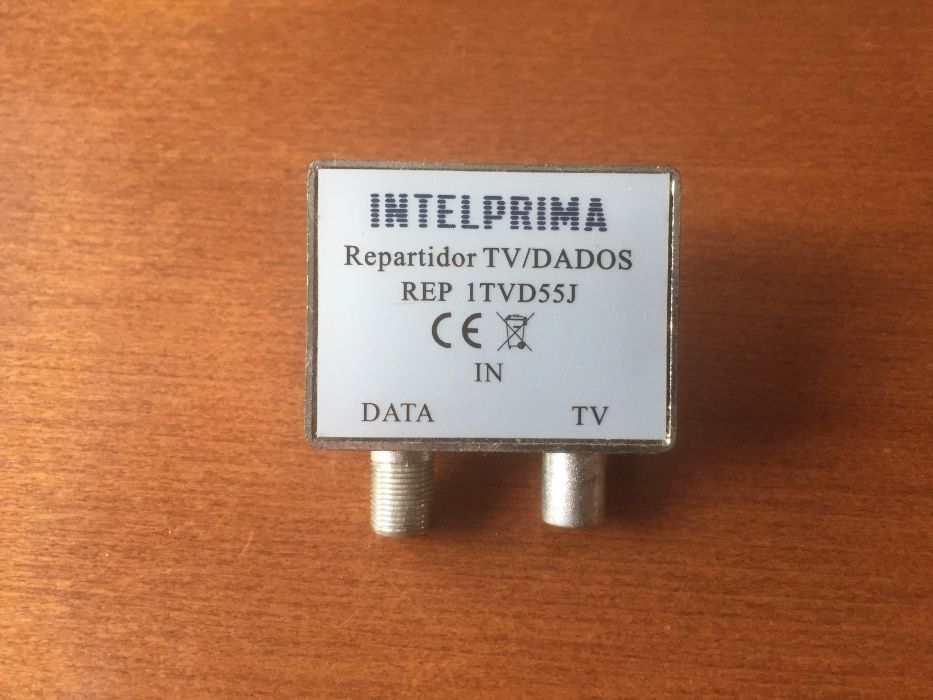 INTELPRIMA
Repartidor TV/DADOS
REP 1TVD55J
CE
IN
DATA TV